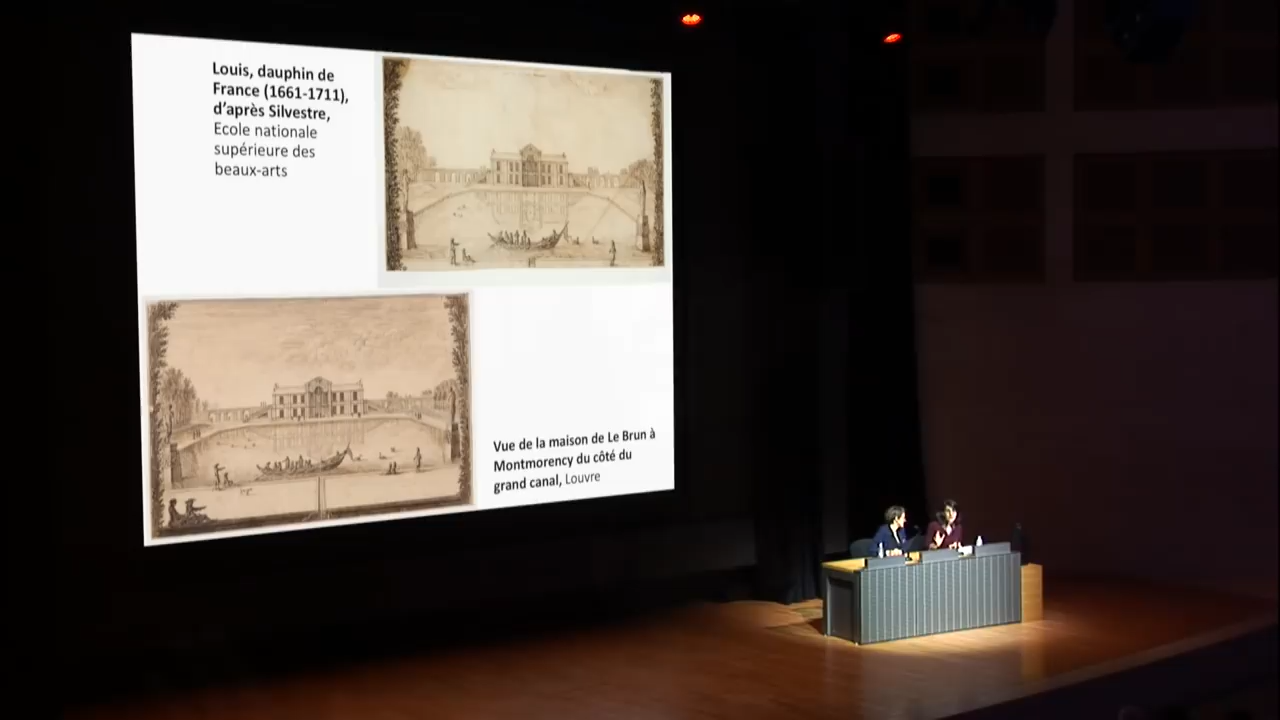 Louis, dauphin de
France (1661-1711),
d'après Silvestre,
Ecole nationale
supérieure des
beaux-arts
Vue de la maison de Le Brun à
Montmorency du côté du
grand canal, Louvre